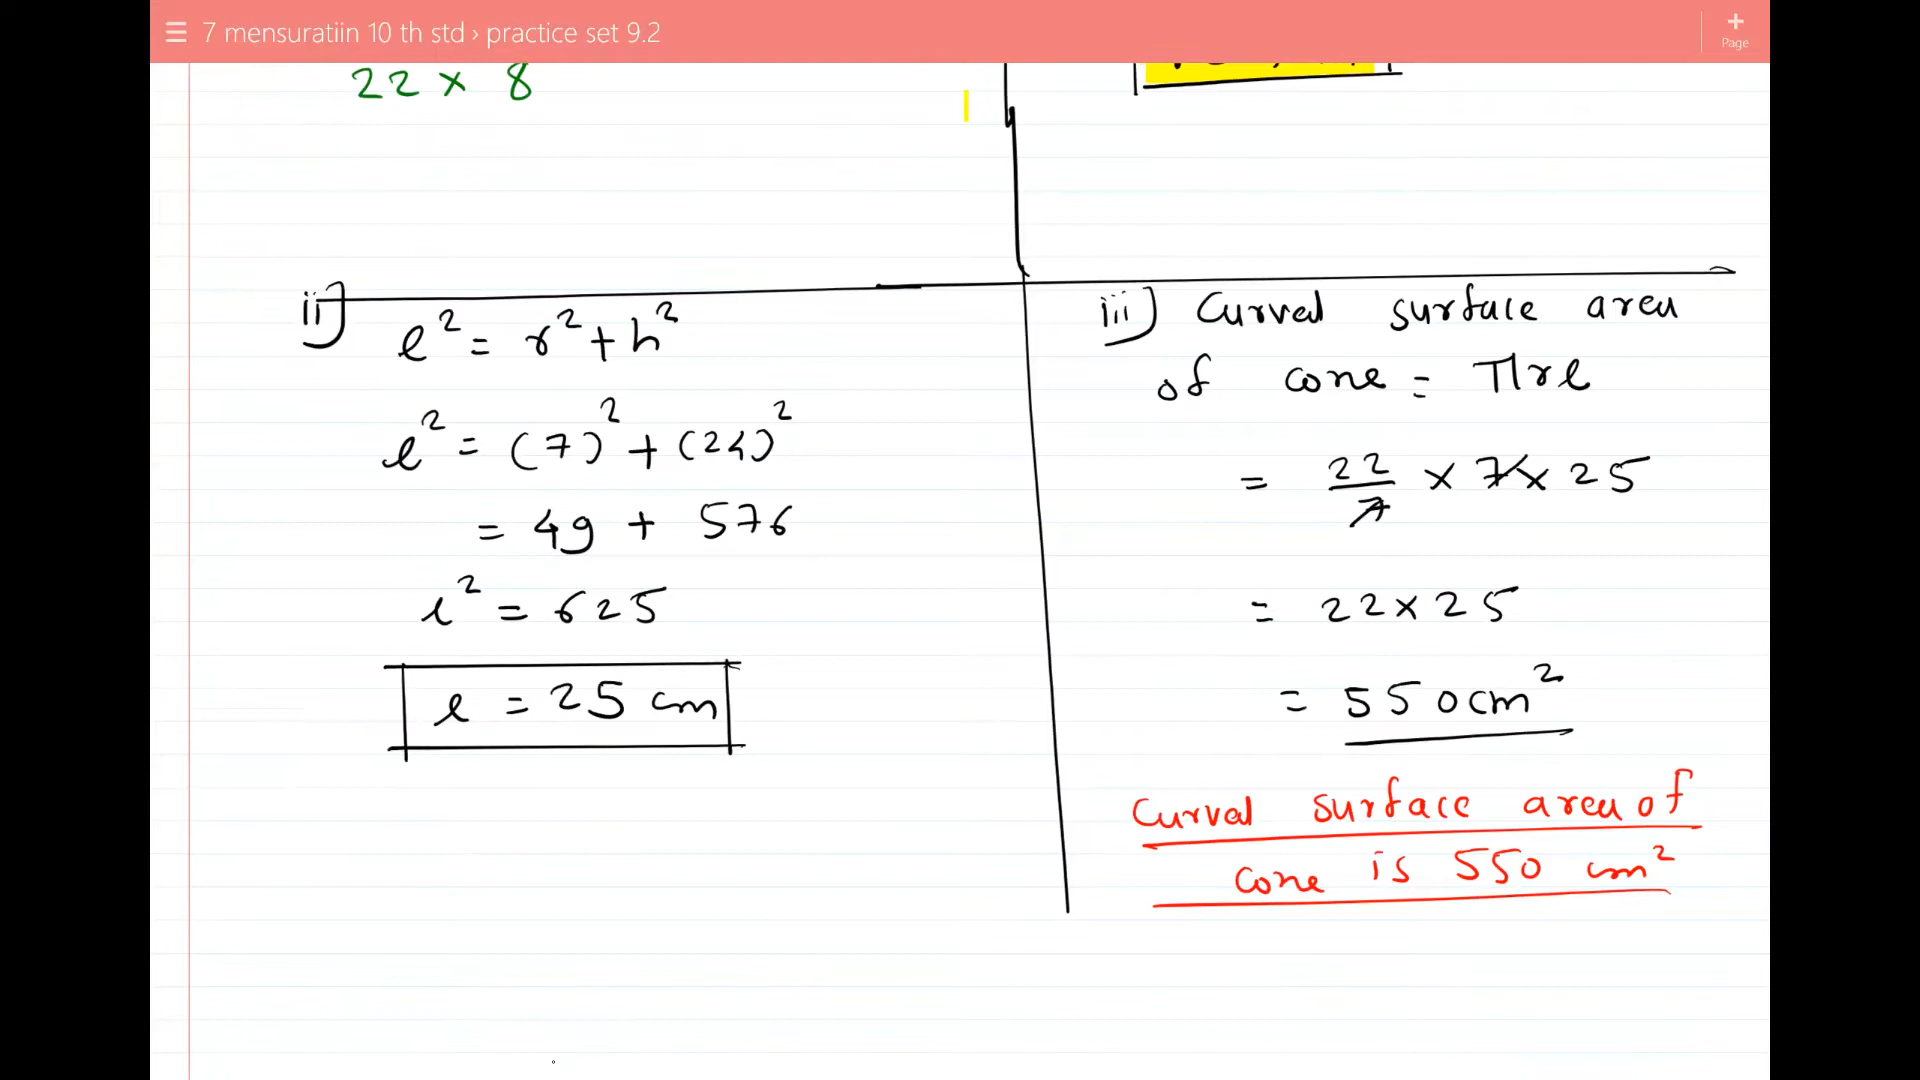 7 mensuratiin 10 th std › practice set 9.2
+
Page
22 × 8
ii)
l² = r² + h²
l² = (7)² + (24)²
= 49 + 576
l² = 625
l = 25 cm
iii) Curved surface area
of cone = πrl
= 22/7 × 7 × 25
= 22 × 25
= 550 cm²
Curved surface area of
cone is 550 cm²